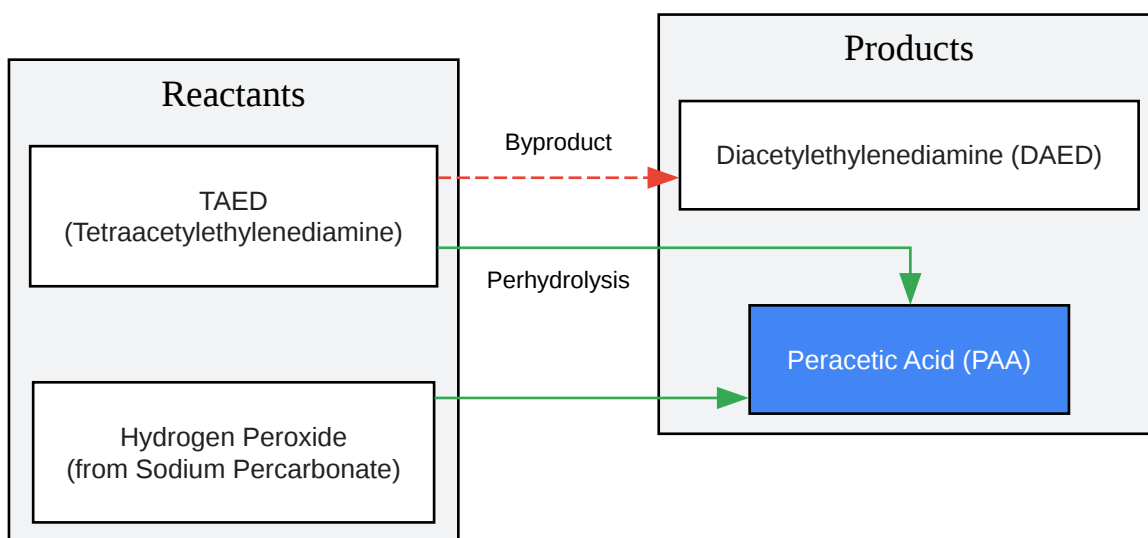 Reactants
TAED
(Tetraacetylethylenediamine)
Hydrogen Peroxide
(from Sodium Percarbonate)
Byproduct
Perhydrolysis
Products
Diacetylethylenediamine (DAED)
Peracetic Acid (PAA)